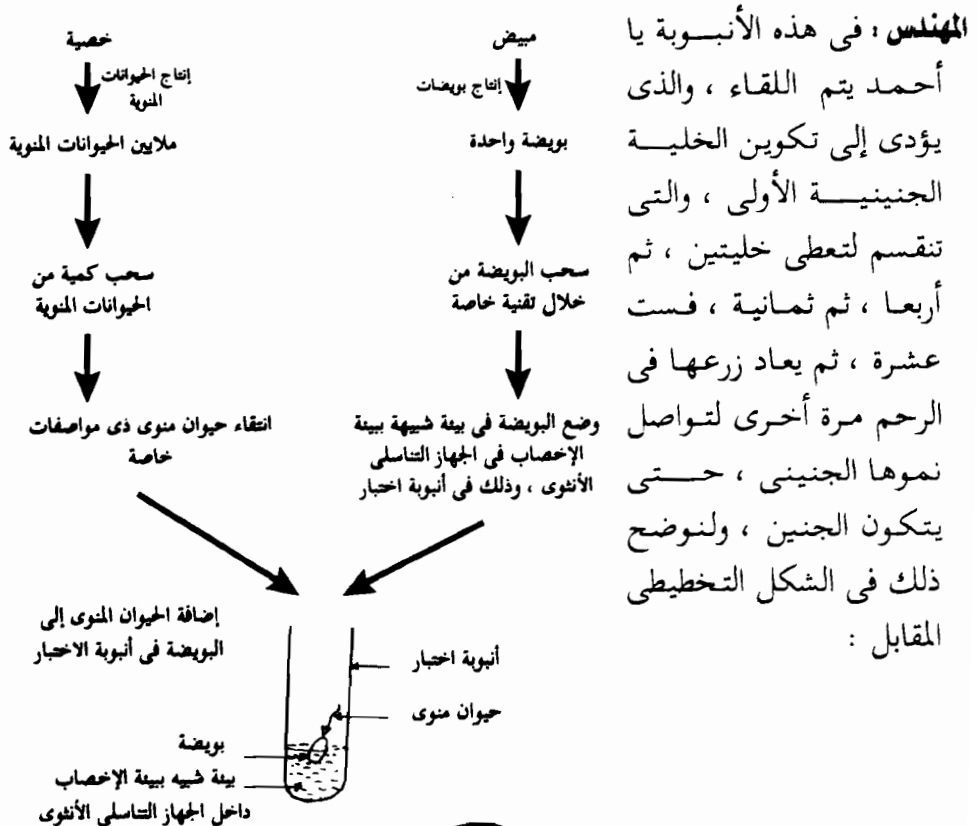 المهندس : فى هذه الأنبوبة يا
أحمد يتم اللقاء ، والذى
يؤدى إلى تكوين الخلية
الجنينية الأولى ، والتى
تنقسم لتعطى خليتين ، ثم
أربعا ، ثم ثمانية ، فست
عشرة ، ثم يعاد زرعها فى
الرحم مرة أخرى لتواصل
نموها الجنينى ، حتى
يتكون الجنين ، ولنوضح
ذلك فى الشكل التخطيطى
المقابل :
مبيض
إنتاج بويضات
بويضة واحدة
سحب البويضة من
خلال تقنية خاصة
وضع البويضة فى بيئة شبيهة ببيئة
الإخصاب فى الجهاز التناسلى
الأنثوى ، وذلك فى أنبوبة اختبار
خصية
إنتاج الحيوانات
المنوية
ملايين الحيوانات المنوية
سحب كمية من
الحيوانات المنوية
انتقاء حيوان منوى ذى مواصفات
خاصة
إضافة الحيوان المنوى إلى
البويضة فى أنبوبة الاختبار
أنبوبة اختبار
حيوان منوى
بويضة
بيئة شبيه ببيئة الإخصاب
داخل الجهاز التناسلى الأنثوى